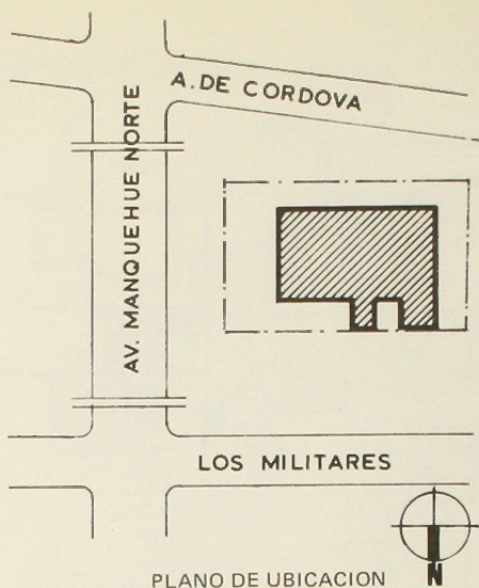 A. DE CORDOVA
AV. MANQUEHUE NORTE
LOS MILITARES
PLANO DE UBICACION
N